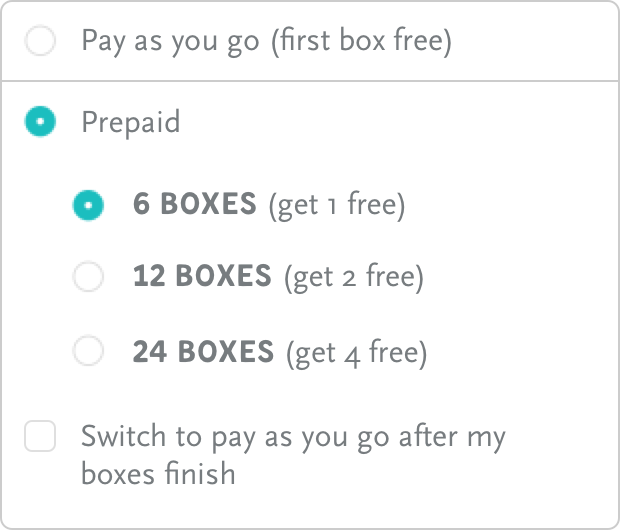 Pay as you go (first box free)
Prepaid
6 BOXES (get 1 free)
12 BOXES (get 2 free)
24 BOXES (get 4 free)
Switch to pay as you go after my
boxes finish